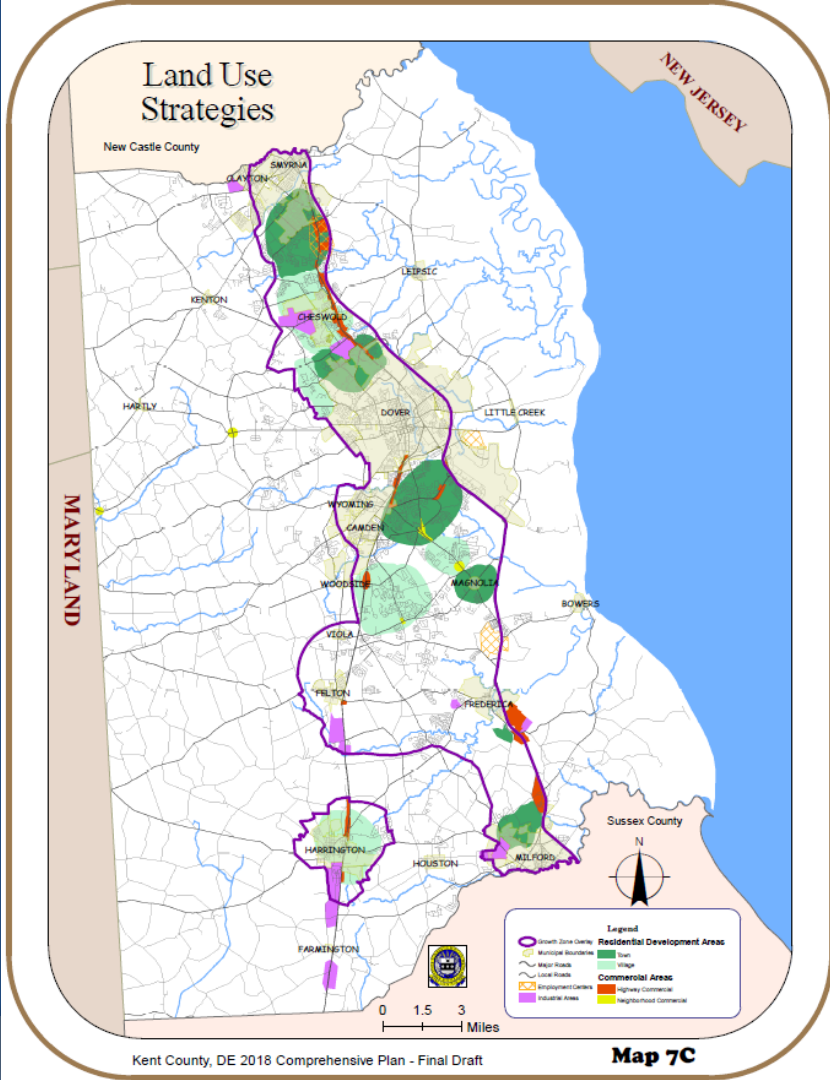 Land Use
Strategies
New Castle County
NEW JERSEY
SMYRNA
CLAYTON
LEIPSIC
KENTON
CHESWOLD
HARTLY
DOVER
LITTLE CREEK
MARYLAND
WYOMING
CAMDEN
WOODSIDE
MAGNOLIA
BOWERS
VIOLA
FELTON
FREDERICA
Sussex County
N
HARRINGTON
HOUSTON
MILFORD
FARMINGTON
Legend
Growth Zone Overlay
Municipal Boundaries
Major Roads
Local Roads
Employment Centers
Industrial Areas
Residential Development Areas
Town
Village
Commercial Areas
Highway Commercial
Neighborhood Commercial
0 1.5 3
Miles
Kent County, DE 2018 Comprehensive Plan - Final Draft
Map 7C